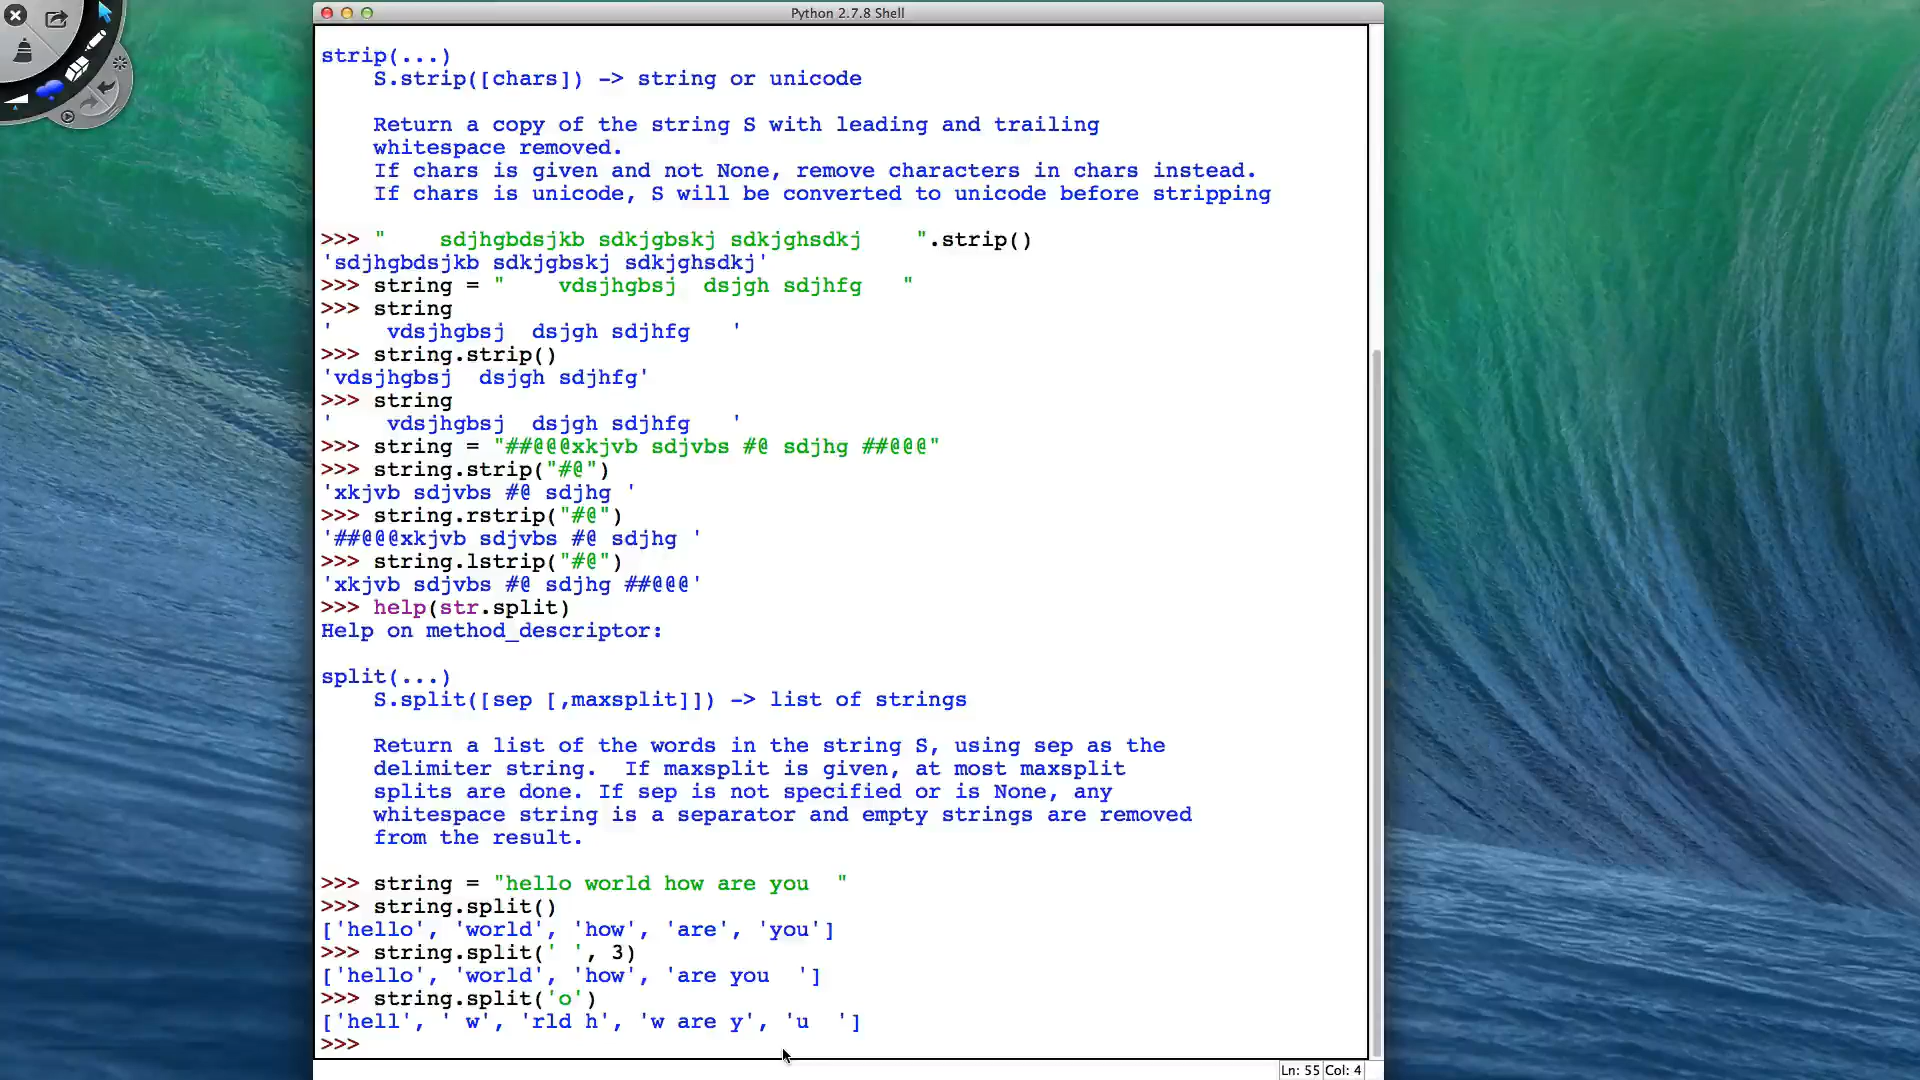 Python 2.7.8 Shell
strip(...)
    S.strip([chars]) -> string or unicode
    Return a copy of the string S with leading and trailing
    whitespace removed.
    If chars is given and not None, remove characters in chars instead.
    If chars is unicode, S will be converted to unicode before stripping
>>> "    sdjhgbdsjkb sdkjgbskj sdkjghsdkj    ".strip()
'sdjhgbdsjkb sdkjgbskj sdkjghsdkj'
>>> string = "    vdsjhgbsj  dsjgh sdjhfg   "
>>> string
'    vdsjhgbsj  dsjgh sdjhfg   '
>>> string.strip()
'vdsjhgbsj  dsjgh sdjhfg'
>>> string
'    vdsjhgbsj  dsjgh sdjhfg   '
>>> string = "##@@@xkjvb sdjvbs #@ sdjhg ##@@@"
>>> string.strip("#@")
'xkjvb sdjvbs #@ sdjhg '
>>> string.rstrip("#@")
'##@@@xkjvb sdjvbs #@ sdjhg '
>>> string.lstrip("#@")
'xkjvb sdjvbs #@ sdjhg ##@@@'
>>> help(str.split)
Help on method_descriptor:
split(...)
    S.split([sep [,maxsplit]]) -> list of strings
    Return a list of the words in the string S, using sep as the
    delimiter string.  If maxsplit is given, at most maxsplit
    splits are done. If sep is not specified or is None, any
    whitespace string is a separator and empty strings are removed
    from the result.
>>> string = "hello world how are you  "
>>> string.split()
['hello', 'world', 'how', 'are', 'you']
>>> string.split(' ', 3)
['hello', 'world', 'how', 'are you  ']
>>> string.split('o')
['hell', ' w', 'rld h', 'w are y', 'u  ']
>>>
Ln: 55 Col: 4